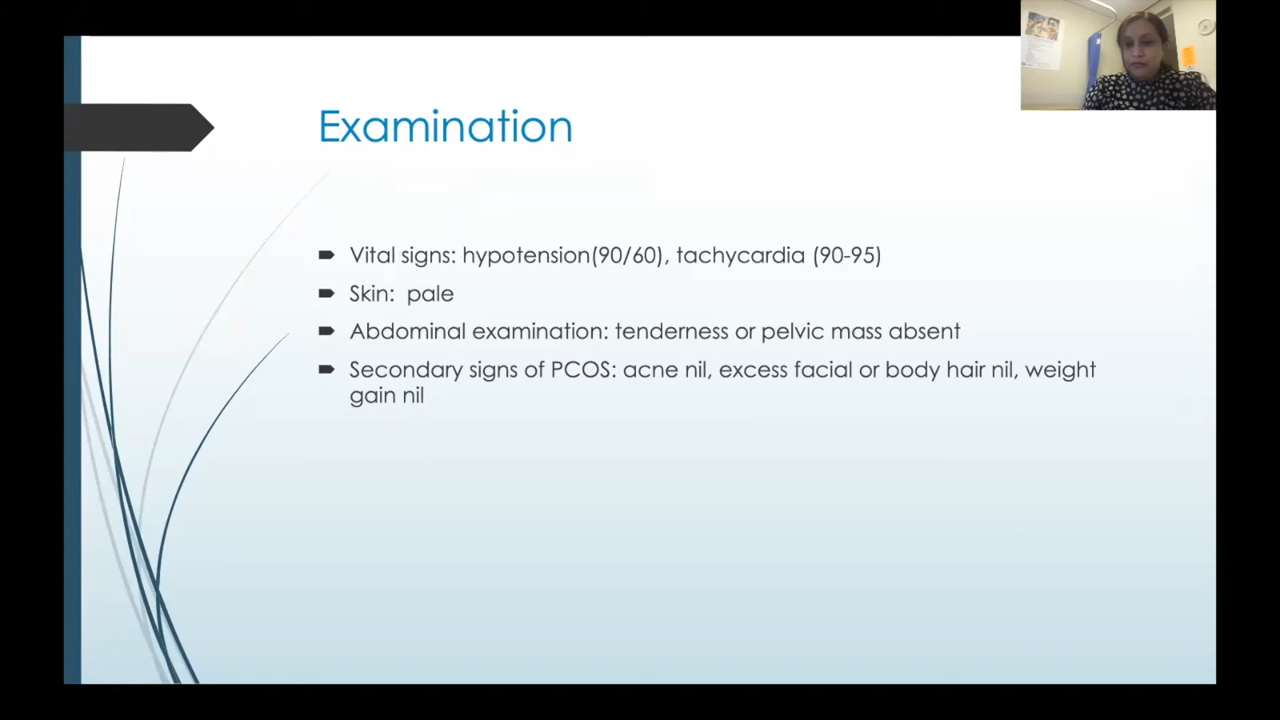 Examination
Vital signs: hypotension(90/60), tachycardia (90-95)
Skin:  pale
Abdominal examination: tenderness or pelvic mass absent
Secondary signs of PCOS: acne nil, excess facial or body hair nil, weight
gain nil